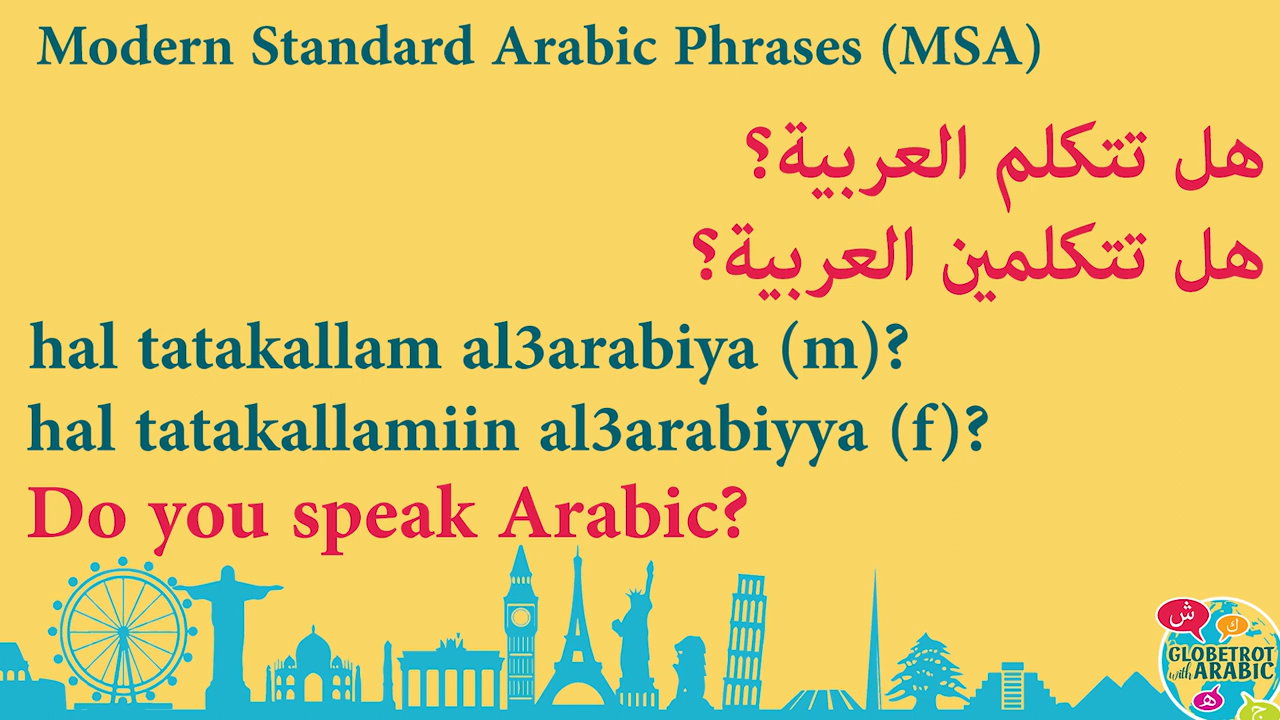 Modern Standard Arabic Phrases (MSA)
هل تتكلم العربية؟
هل تتكلمين العربية؟
hal tatakallam al3arabiya (m)?
hal tatakallamiin al3arabiyya (f)?
Do you speak Arabic?
ش
ك
GLOBETROT
with ARABIC
ه
ج